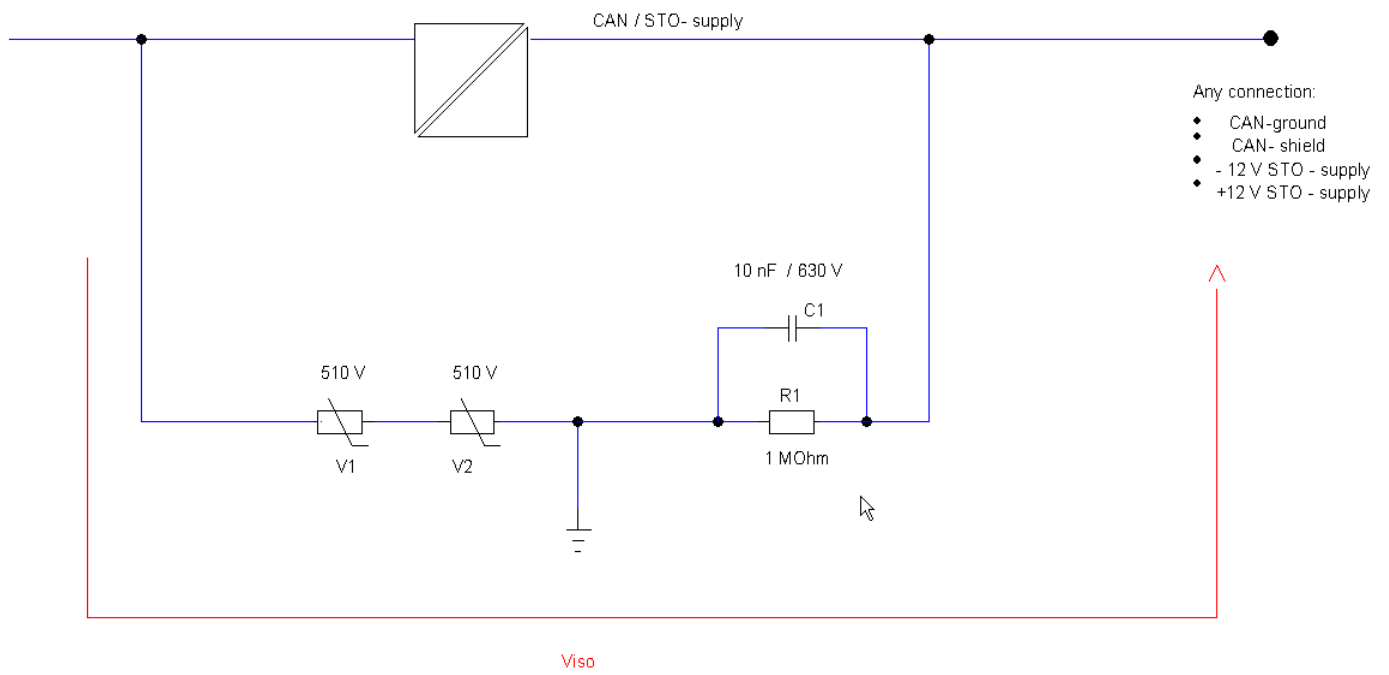 CAN / STO- supply
Any connection:
CAN-ground
CAN- shield
- 12 V STO - supply
+12 V STO - supply
10 nF / 630 V
C1
510 V
510 V
R1
V1
V2
1 MOhm
Viso